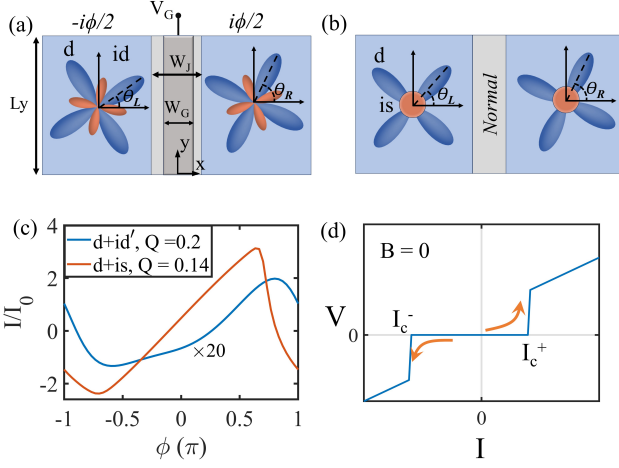 (a)
-iϕ/2
V_G
iϕ/2
d
id
W_J
θ_L
θ_R
W_G
Ly
y
x
(b)
d
is
θ_L
Normal
θ_R
(c)
d+id′, Q =0.2
d+is, Q =0.14
×20
I/I_0
4
2
0
-2
-1
-0.5
0
0.5
1
ϕ (π)
(d)
B = 0
V
0
I_c^-
I_c^+
0
I